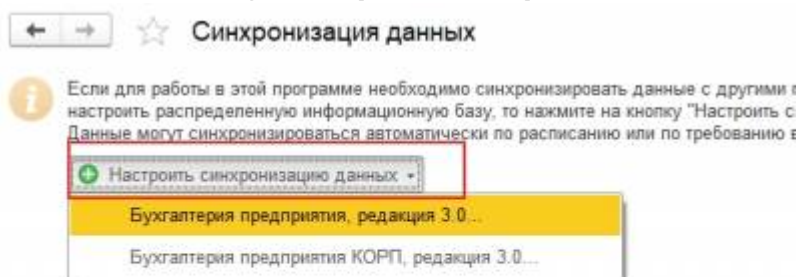 Синхронизация данных
Если для работы в этой программе необходимо синхронизировать данные с другими
настроить распределенную информационную базу, то нажмите на кнопку "Настроить
Данные могут синхронизироваться автоматически по расписанию или по требованию
Настроить синхронизацию данных
Бухгалтерия предприятия, редакция 3.0...
Бухгалтерия предприятия КОРП, редакция 3.0...